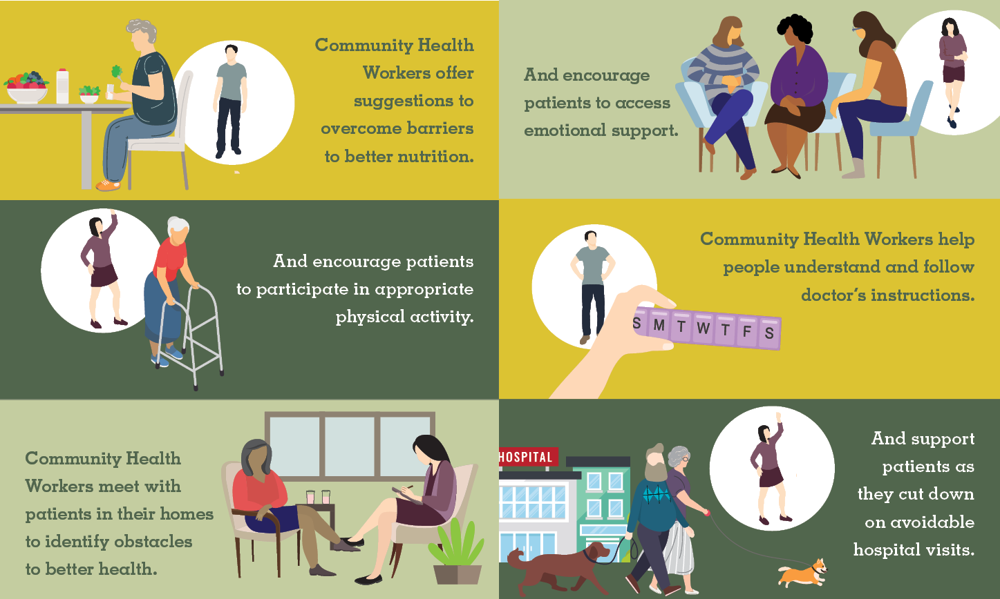 Community Health
Workers offer
suggestions to
overcome barriers
to better nutrition.
And encourage
patients to access
emotional support.
And encourage patients
to participate in appropriate
physical activity.
Community Health Workers help
people understand and follow
doctor's instructions.
S M T W T F S
Community Health
Workers meet with
patients in their homes
to identify obstacles
to better health.
HOSPITAL
And support
patients as
they cut down
on avoidable
hospital visits.